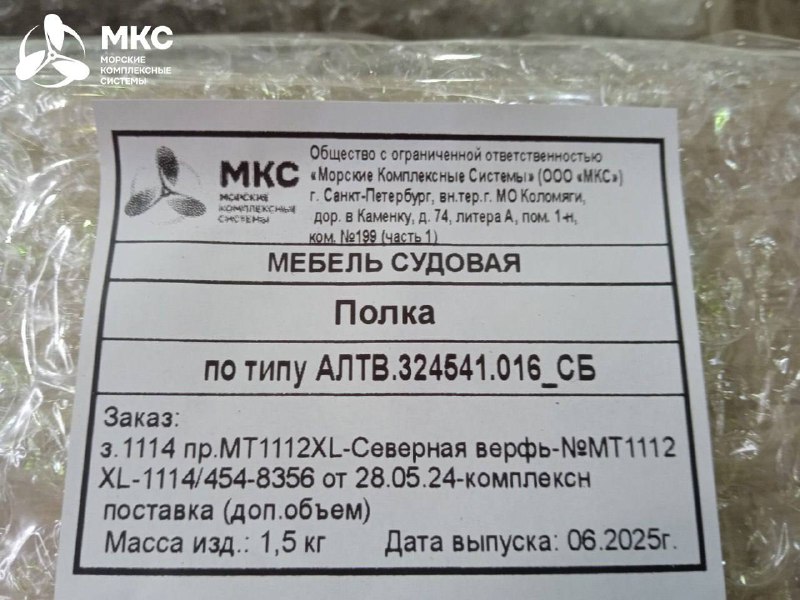 МКС
МОРСКИЕ
КОМПЛЕКСНЫЕ
СИСТЕМЫ
МКС
МОРСКИЕ
КОМПЛЕКСНЫЕ
СИСТЕМЫ
Общество с ограниченной ответственностью
«Морские Комплексные Системы» (ООО «МКС»)
г. Санкт-Петербург, вн.тер.г. МО Коломяги,
дор. в Каменку, д. 74, литера А, пом. 1-н,
ком. №199 (часть 1)
МЕБЕЛЬ СУДОВАЯ
Полка
по типу АЛТВ.324541.016_СБ
Заказ:
з.1114 пр.МТ1112XL-Северная верфь-№МТ1112
XL-1114/454-8356 от 28.05.24-комплексн
поставка (доп.объем)
Масса изд.: 1,5 кг Дата выпуска: 06.2025г.